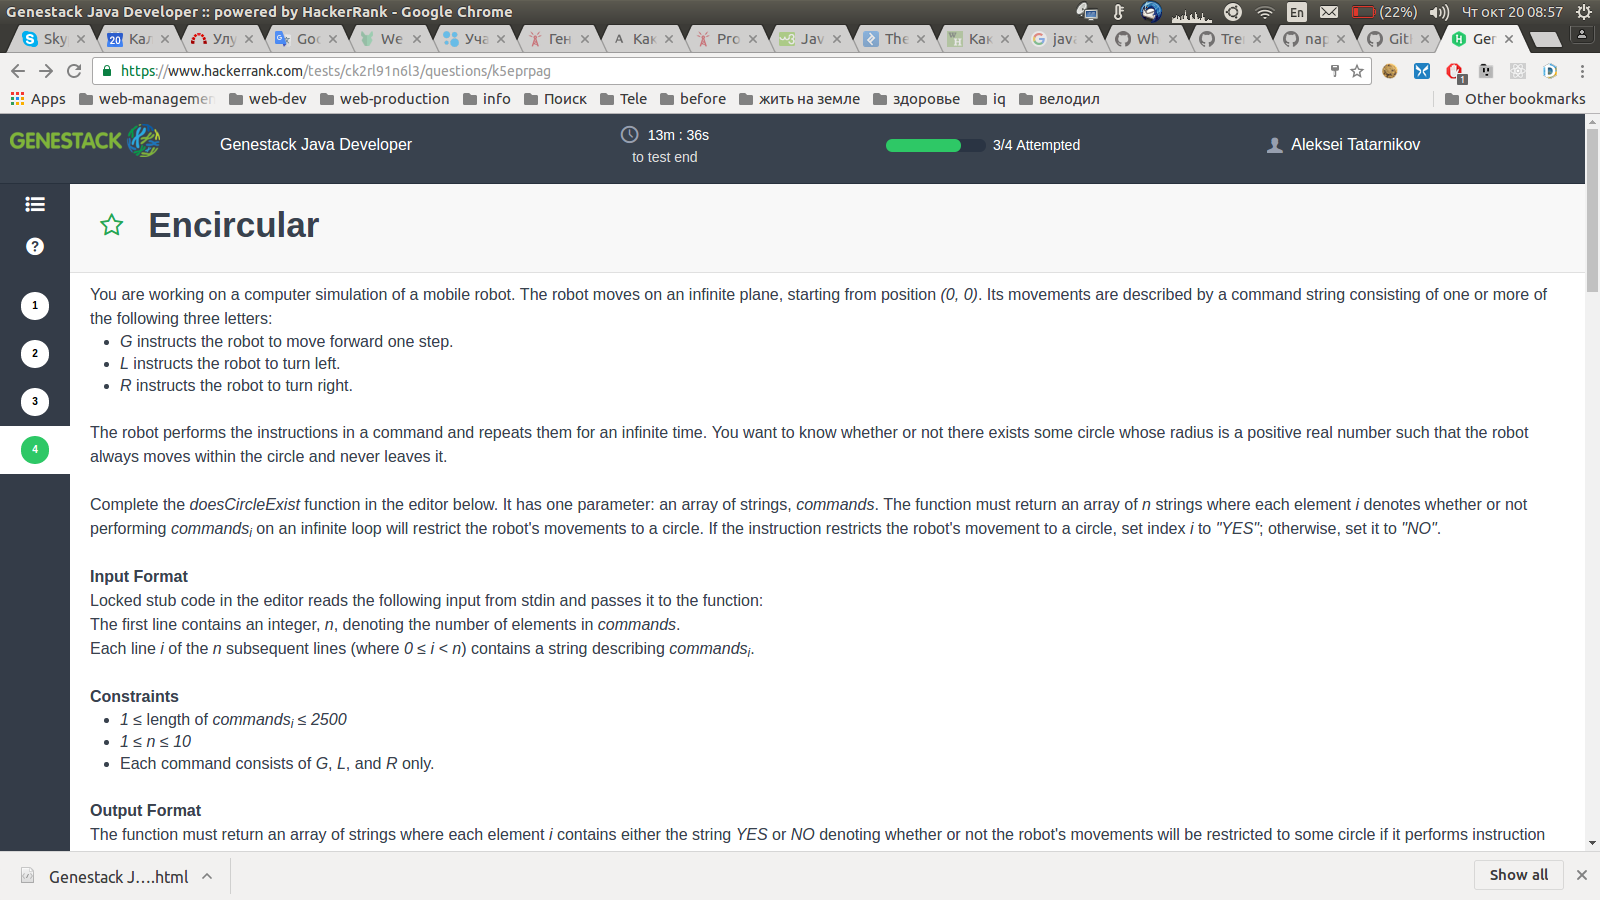 Genestack Java Developer :: powered by HackerRank - Google Chrome
En (22%) Чт окт 20 08:57
Sky 20 Кал Улу Goo We Уча Ген A Как Pro Jav The Как java Wh Tre nap Gitl Ger
https://www.hackerrank.com/tests/ck2rl91n6l3/questions/k5eprpag
Apps web-managemen web-dev web-production info Поиск Tele before жить на земле здоровье iq велодил Other bookmarks
GENESTACK Genestack Java Developer 13m : 36s to test end 3/4 Attempted Aleksei Tatarnikov
Encircular
1
2
3
4
You are working on a computer simulation of a mobile robot. The robot moves on an infinite plane, starting from position (0, 0). Its movements are described by a command string consisting of one or more of
the following three letters:
• G instructs the robot to move forward one step.
• L instructs the robot to turn left.
• R instructs the robot to turn right.
The robot performs the instructions in a command and repeats them for an infinite time. You want to know whether or not there exists some circle whose radius is a positive real number such that the robot
always moves within the circle and never leaves it.
Complete the doesCircleExist function in the editor below. It has one parameter: an array of strings, commands. The function must return an array of n strings where each element i denotes whether or not
performing commandsi on an infinite loop will restrict the robot's movements to a circle. If the instruction restricts the robot's movement to a circle, set index i to "YES"; otherwise, set it to "NO".
Input Format
Locked stub code in the editor reads the following input from stdin and passes it to the function:
The first line contains an integer, n, denoting the number of elements in commands.
Each line i of the n subsequent lines (where 0 ≤ i < n) contains a string describing commandsi.
Constraints
• 1 ≤ length of commandsi ≤ 2500
• 1 ≤ n ≤ 10
• Each command consists of G, L, and R only.
Output Format
The function must return an array of strings where each element i contains either the string YES or NO denoting whether or not the robot's movements will be restricted to some circle if it performs instruction
Genestack J....html Show all